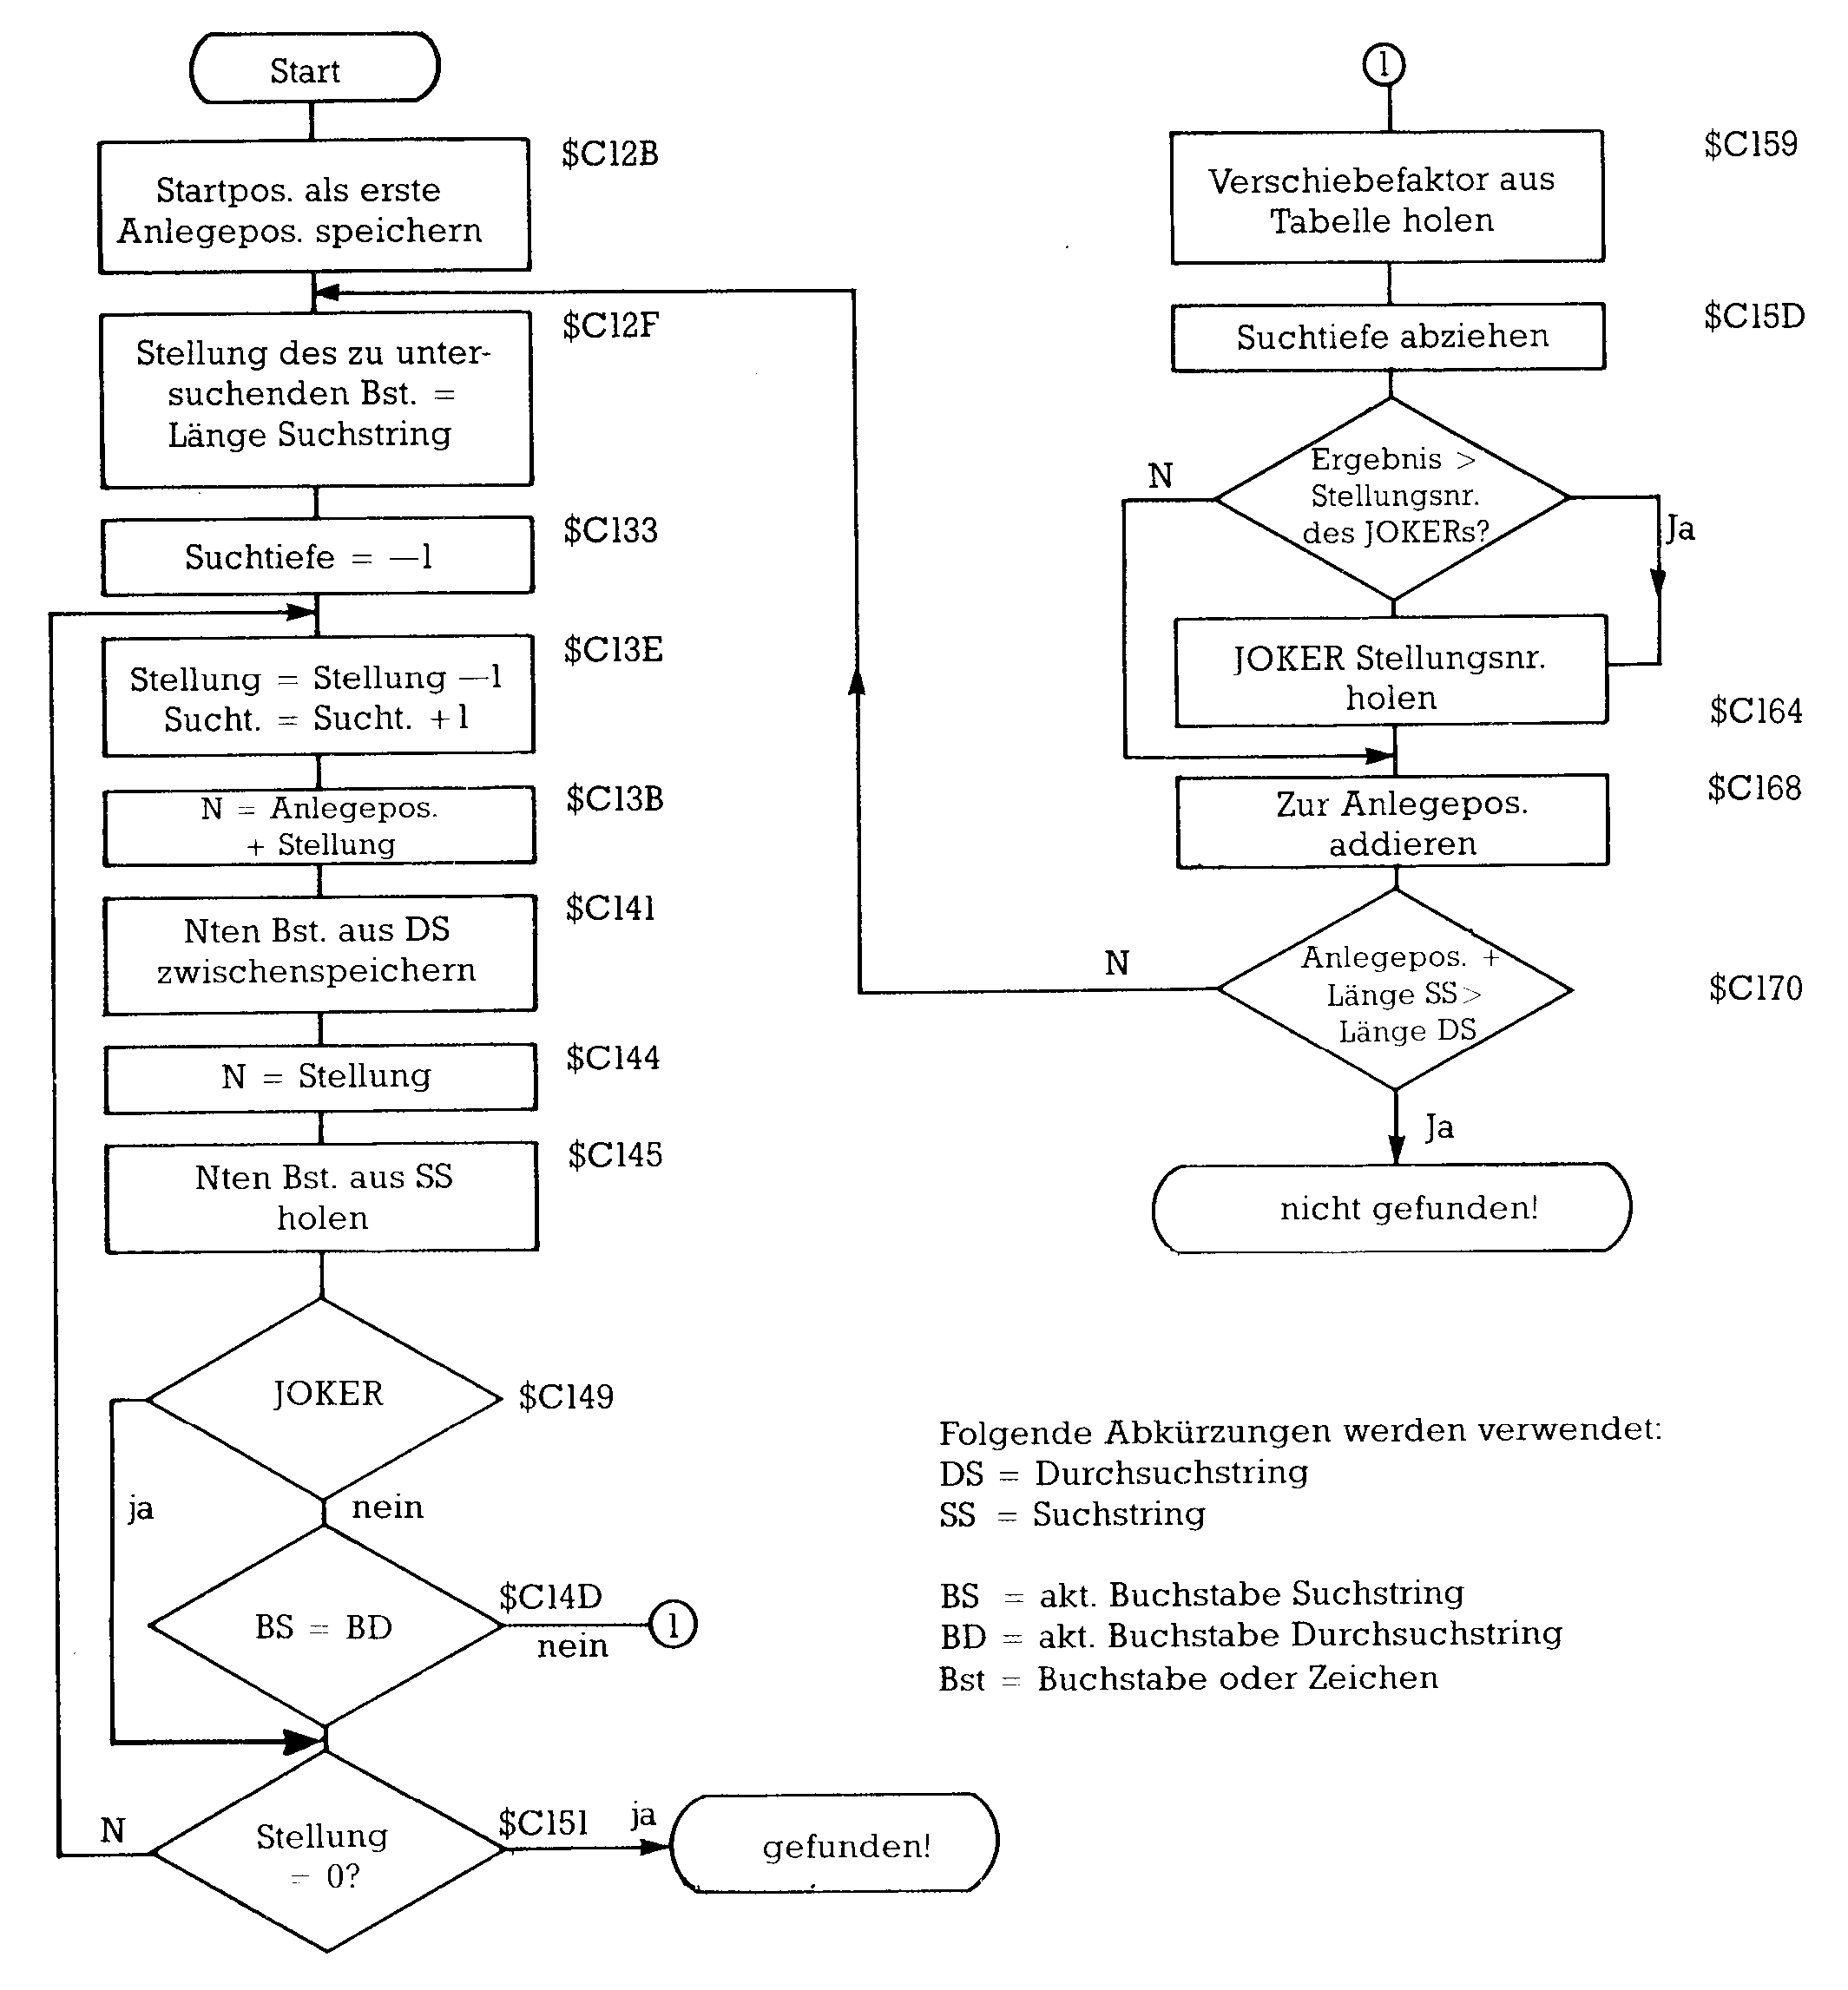 Start
$C12B
Startpos. als erste
Anlegepos. speichern
$C12F
Stellung des zu unter-
suchenden Bst. =
Länge Suchstring
$C133
Suchtiefe = —1
$C13E
Stellung = Stellung —1
Sucht. = Sucht. +1
$C13B
N = Anlegepos.
+ Stellung
$C141
Nten Bst. aus DS
zwischenspeichern
$C144
N = Stellung
$C145
Nten Bst. aus SS
holen
JOKER
$C149
ja
nein
BS = BD
$C14D
nein
1
N
Stellung
= 0?
$C151
ja
gefunden!
1
$C159
Verschiebefaktor aus
Tabelle holen
$C15D
Suchtiefe abziehen
N
Ergebnis >
Stellungsnr.
des JOKERs?
Ja
JOKER Stellungsnr.
holen
$C164
$C168
Zur Anlegepos.
addieren
N
Anlegepos. +
Länge SS >
Länge DS
$C170
Ja
nicht gefunden!
Folgende Abkürzungen werden verwendet:
DS = Durchsuchstring
SS = Suchstring
BS = akt. Buchstabe Suchstring
BD = akt. Buchstabe Durchsuchstring
Bst = Buchstabe oder Zeichen